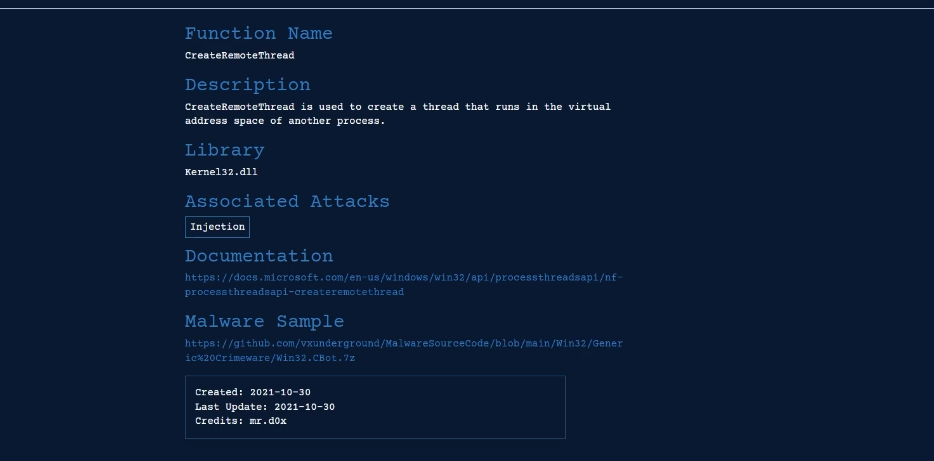 Function Name
CreateRemoteThread
Description
CreateRemoteThread is used to create a thread that runs in the virtual
address space of another process.
Library
Kernel32.dll
Associated Attacks
Injection
Documentation
https://docs.microsoft.com/en-us/windows/win32/api/processthreadsapi/nf-
processthreadsapi-createremotethread
Malware Sample
https://github.com/vxunderground/MalwareSourceCode/blob/main/Win32/Gener
ic%20Crimeware/Win32.CBot.7z
Created: 2021-10-30
Last Update: 2021-10-30
Credits: mr.d0x